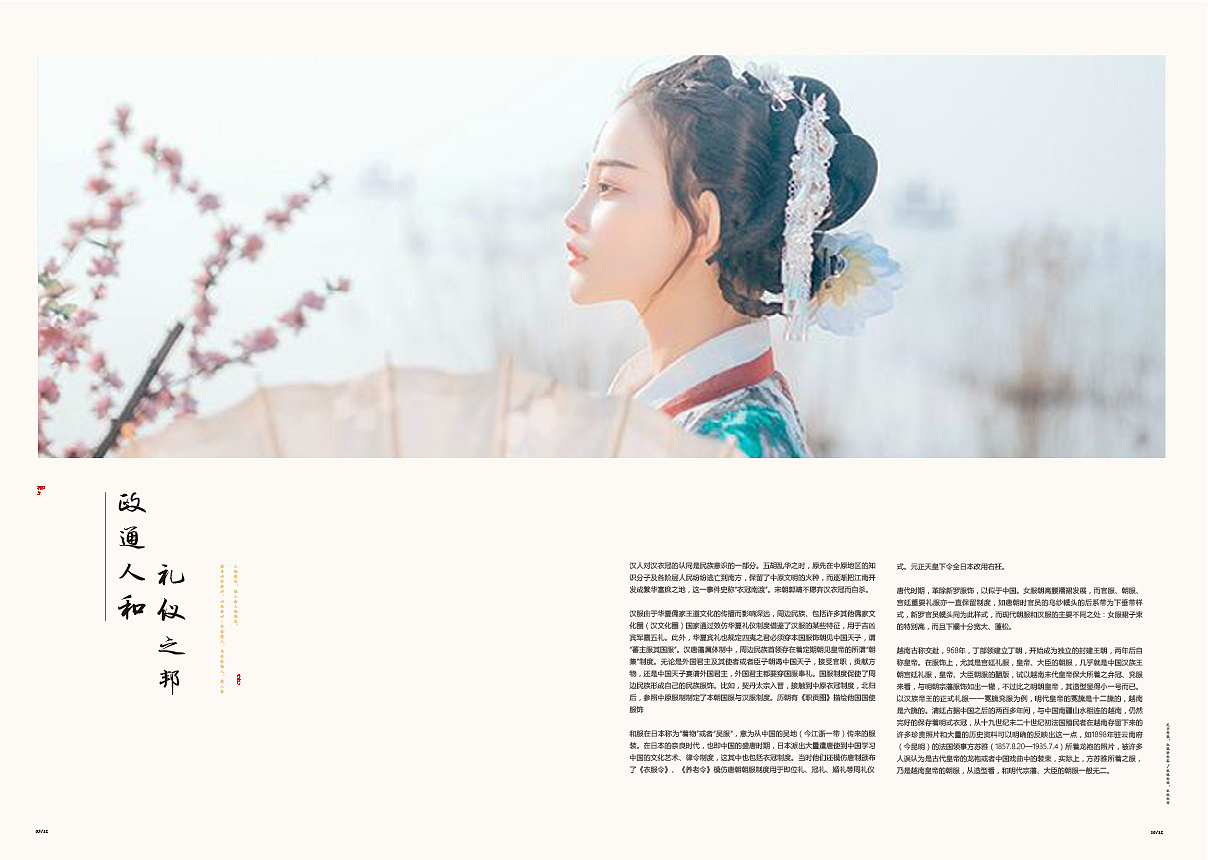 政通人和
礼仪之邦
汉人对汉衣冠的认同是民族意识的一部分。五胡乱华之时，原先在中原地区的知
识分子及各阶层人民纷纷逃亡到南方，保留了中原文明的火种，而逐渐把江南开
发成繁华富庶之地，这一事件史称“衣冠南渡”。宋朝郭靖不愿弃汉衣冠而自杀。
汉服由于华夏儒家王道文化的传播而影响深远，周边民族、包括许多其他儒家文
化圈（汉文化圈）国家通过效仿华夏礼仪制度借鉴了汉服的某些特征，用于吉凶
宾军嘉五礼。此外，华夏宾礼也规定四夷之君必须穿本国服饰朝见中国天子，谓
“蕃主服其国服”。汉唐藩属体制中，周边民族首领存在着定期朝见皇帝的所谓“朝
集”制度。无论是外国君主及其使者或者臣子朝谒中国天子，接受官职，贡献方
物，还是中国天子宴请外国君主，外国君主都要穿国服奉礼。国服制度促使了周
边民族形成自己的民族服饰。比如，契丹太宗入晋，接触到中原衣冠制度，北归
后，参照中原服制制定了本朝国服与汉服制度。历朝有《职贡图》描绘他国国使
服饰
和服在日本称为“着物”或者“吴服”，意为从中国的吴地（今江浙一带）传来的服
装。在日本的奈良时代，也即中国的盛唐时期，日本派出大量遣唐使到中国学习
中国的文化艺术、律令制度，这其中也包括衣冠制度。当时他们还模仿唐制颁布
了《衣服令》、《养老令》模仿唐朝朝服制度用于即位礼、冠礼、婚礼等周礼仪
式。元正天皇下令全日本改用右衽。
唐代时期，革除新罗服饰，以似于中国。女服朝高腰襦裙发展，而官服、朝服、
宫廷重要礼服亦一直保留制度，如唐朝时官员的乌纱幞头的后系带为下垂带样
式，新罗官员幞头同为此样式，而现代朝服和汉服的主要不同之处：女服裙子来
的特别高，而且下襬十分宽大、蓬松。
越南古称交趾，968年，丁部领建立丁朝，开始成为独立的封建王朝，两年后自
称皇帝。在服饰上，尤其是宫廷礼服，皇帝、大臣的朝服，几乎就是中国汉族王
朝宫廷礼服，皇帝、大臣朝服的翻版，试以越南末代皇帝保大所着之弁冠、衮服
来看，与明朝宗藩服饰如出一辙，不过比之明朝皇帝，其造型显得小一号而已。
以汉族帝王的正式礼服——冕旒衮服为例，明代皇帝的冕旒是十二旒的，越南
是六旒的。清廷占据中国之后的两百多年间，与中国南疆山水相连的越南，仍然
完好的保存着明式衣冠，从十九世纪末二十世纪初法国殖民者在越南存留下来的
许多珍贵照片和大量的历史资料可以明确的反映出这一点，如1898年驻云南府
（今昆明）的法国领事方苏雅（1857.8.20—1935.7.4）所着龙袍的照片，被许多
人误认为是古代皇帝的龙袍或者中国戏曲中的装束，实际上，方苏雅所着之服，
乃是越南皇帝的朝服，从造型看，和明代宗藩、大臣的朝服一般无二。